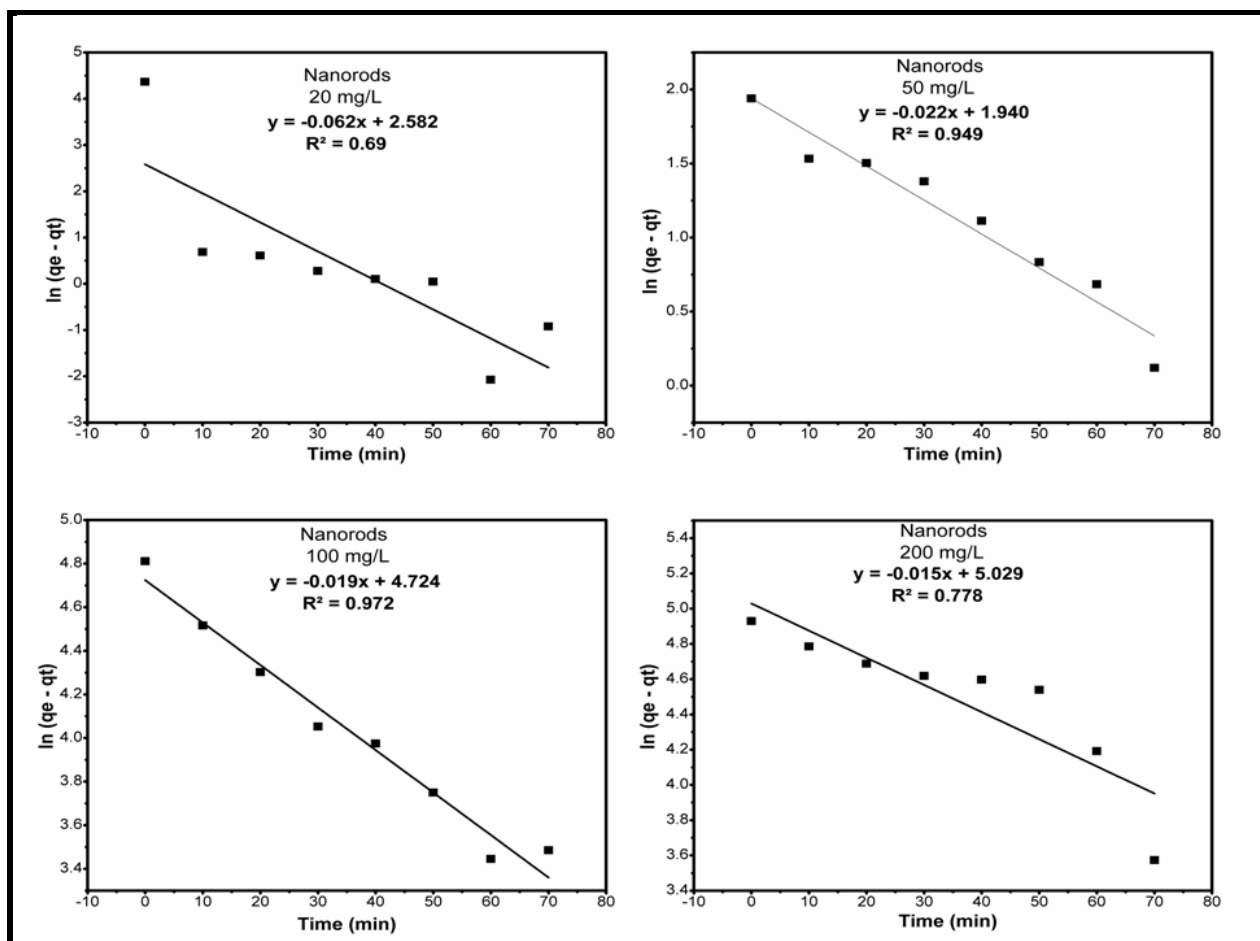 Nanorods
20 mg/L
y = -0.062x + 2.582
R² = 0.69
5
4
3
2
1
0
-1
-2
-3
ln (qe - qt)
-10 0 10 20 30 40 50 60 70 80
Time (min)
Nanorods
50 mg/L
y = -0.022x + 1.940
R² = 0.949
2.0
1.5
1.0
0.5
0.0
ln (qe - qt)
-10 0 10 20 30 40 50 60 70 80
Time (min)
Nanorods
100 mg/L
y = -0.019x + 4.724
R² = 0.972
5.0
4.8
4.6
4.4
4.2
4.0
3.8
3.6
3.4
ln (qe - qt)
-10 0 10 20 30 40 50 60 70 80
Time (min)
Nanorods
200 mg/L
y = -0.015x + 5.029
R² = 0.778
5.4
5.2
5.0
4.8
4.6
4.4
4.2
4.0
3.8
3.6
3.4
ln (qe - qt)
-10 0 10 20 30 40 50 60 70 80
Time (min)